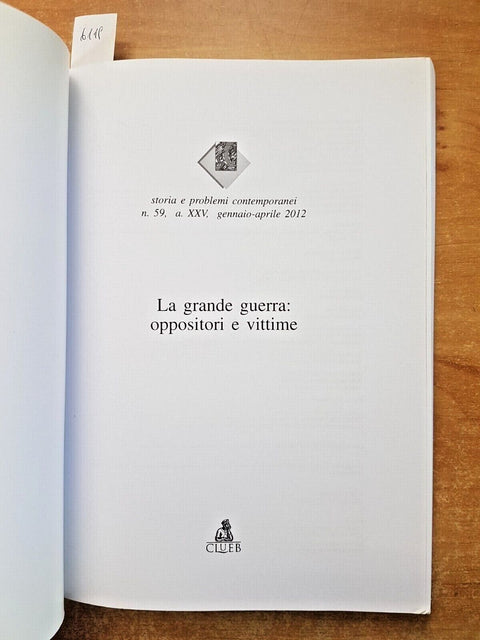 storia e problemi contemporanei
n. 59, a. XXV, gennaio-aprile 2012
La grande guerra:
oppositori e vittime
CLUEB